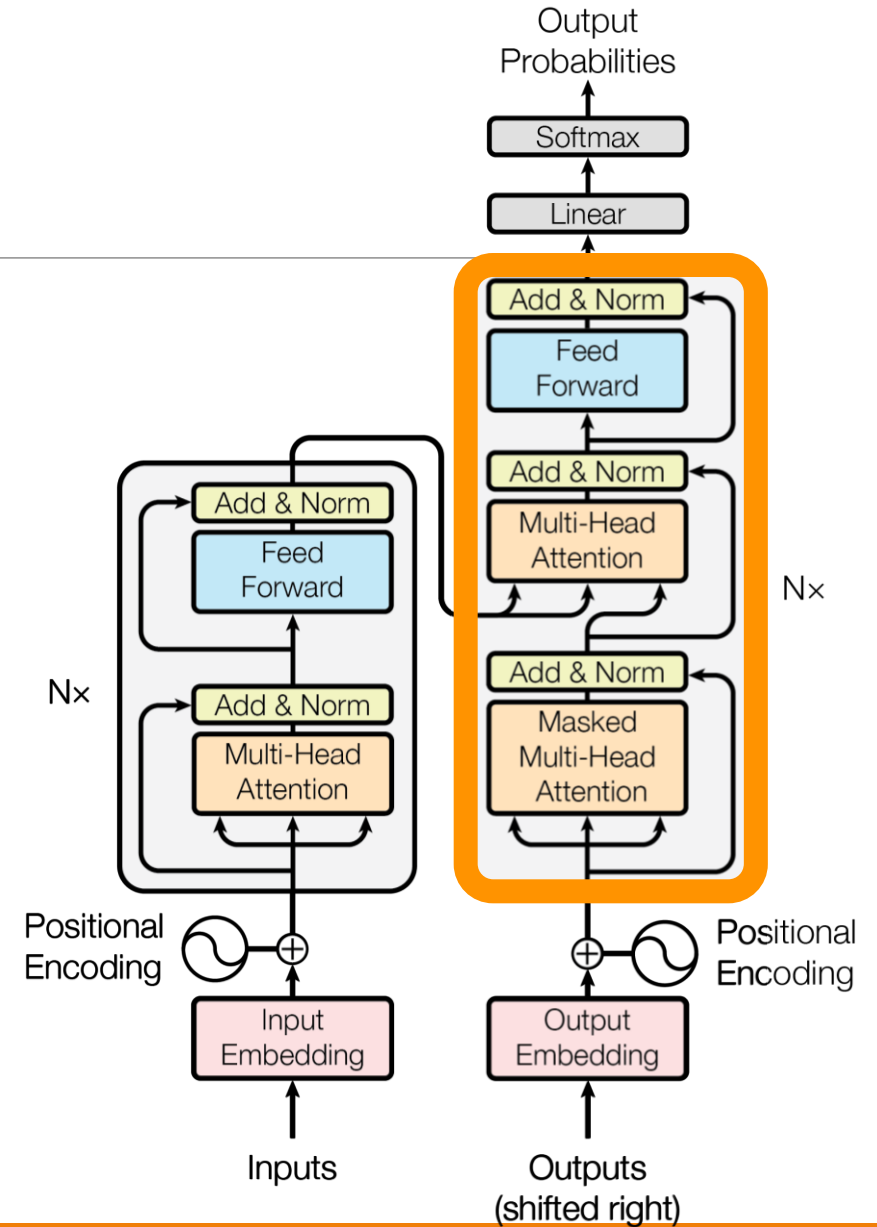 Output
Probabilities
Softmax
Linear
Add & Norm
Feed
Forward
Add & Norm
Multi-Head
Attention
Add & Norm
Masked
Multi-Head
Attention
Nx
Add & Norm
Feed
Forward
Add & Norm
Multi-Head
Attention
Nx
Positional
Encoding
Positional
Encoding
Input
Embedding
Output
Embedding
Inputs
Outputs
(shifted right)